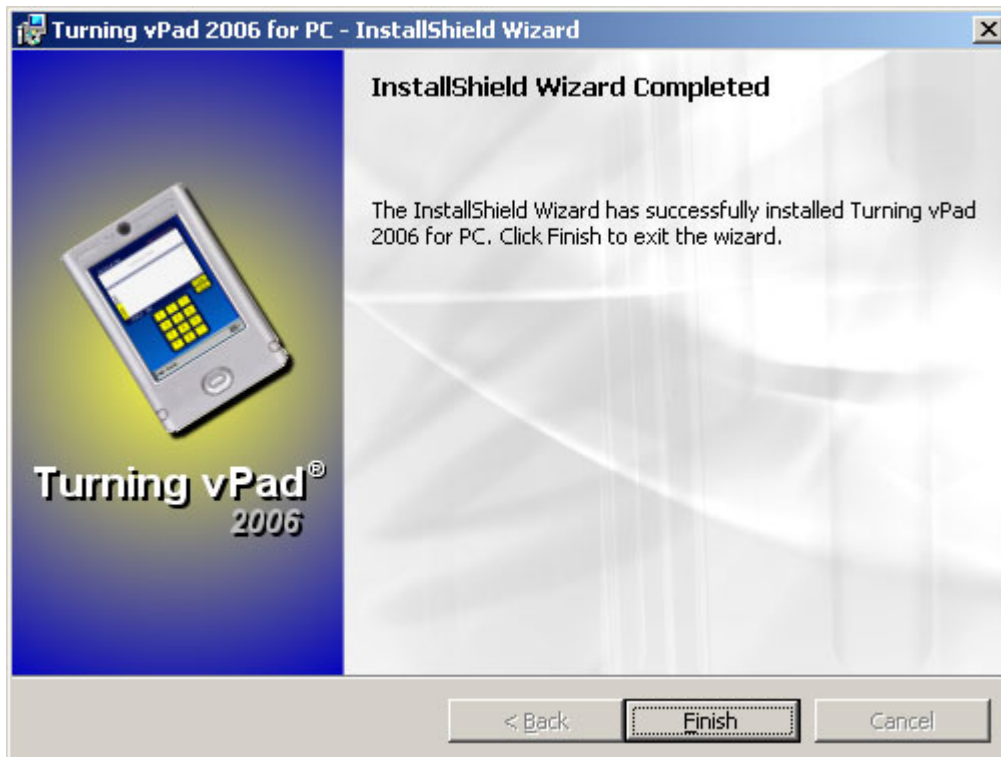 Turning vPad 2006 for PC - InstallShield Wizard
InstallShield Wizard Completed
The InstallShield Wizard has successfully installed Turning vPad
2006 for PC. Click Finish to exit the wizard.
Turning vPad®
2006
< Back
Finish
Cancel